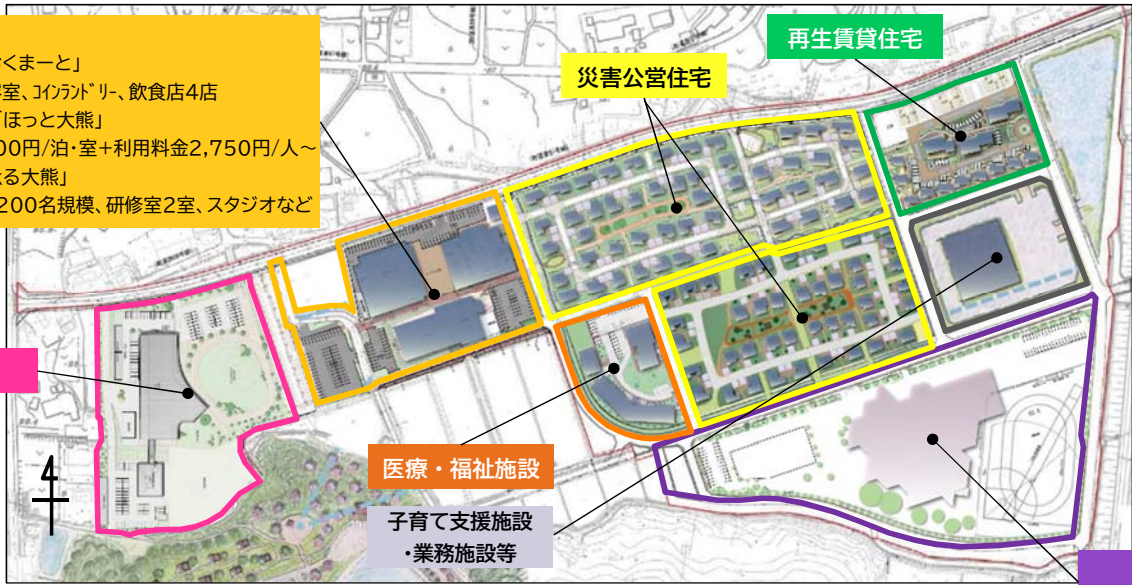 くまーと」
室、コインランドリー、飲食店4店
「ほっと大熊」
00円/泊・室+利用料金2,750円/人～
る大熊」
200名規模、研修室2室、スタジオなど
災害公営住宅
再生賃貸住宅
医療・福祉施設
子育て支援施設
・業務施設等
4